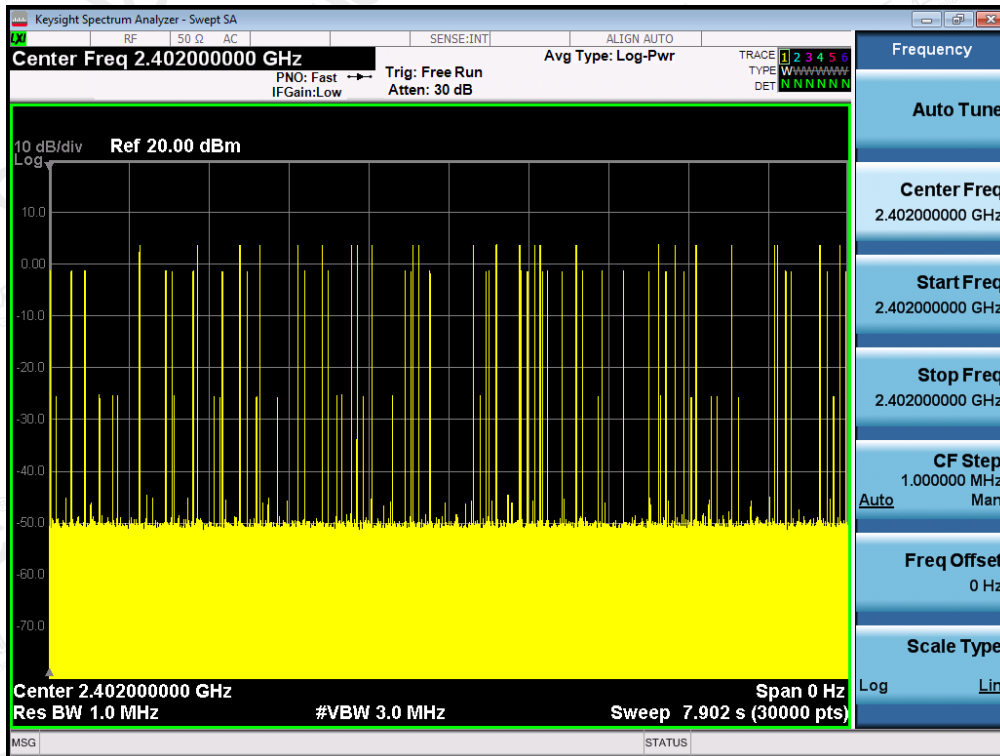 Keysight Spectrum Analyzer - Swept SA
LXI RF 50 Ω AC SENSE:INT ALIGN AUTO
Center Freq 2.402000000 GHz
PNO: Fast
IFGain:Low
Trig: Free Run
Atten: 30 dB
Avg Type: Log-Pwr
TRACE 1 2 3 4 5 6
TYPE WWWWWW
DET N N N N N N
10 dB/div Ref 20.00 dBm
Log
10.0
0.00
-10.0
-20.0
-30.0
-40.0
-50.0
-60.0
-70.0
Center 2.402000000 GHz Span 0 Hz
Res BW 1.0 MHz #VBW 3.0 MHz Sweep 7.902 s (30000 pts)
MSG STATUS
Frequency
Auto Tune
Center Freq
2.402000000 GHz
Start Freq
2.402000000 GHz
Stop Freq
2.402000000 GHz
CF Step
1.000000 MHz
Auto Man
Freq Offset
0 Hz
Scale Type
Log Lin